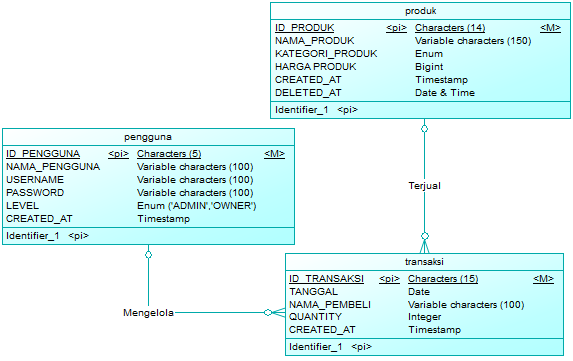 produk
ID_PRODUK <pi> Characters (14) <M>
NAMA_PRODUK Variable characters (150)
KATEGORI_PRODUK Enum
HARGA PRODUK Bigint
CREATED_AT Timestamp
DELETED_AT Date & Time
Identifier_1 <pi>
pengguna
ID_PENGGUNA <pi> Characters (5) <M>
NAMA_PENGGUNA Variable characters (100)
USERNAME Variable characters (100)
PASSWORD Variable characters (100)
LEVEL Enum ('ADMIN','OWNER')
CREATED_AT Timestamp
Identifier_1 <pi>
Terjual
Mengelola
transaksi
ID_TRANSAKSI <pi> Characters (15) <M>
TANGGAL Date
NAMA_PEMBELI Variable characters (100)
QUANTITY Integer
CREATED_AT Timestamp
Identifier_1 <pi>